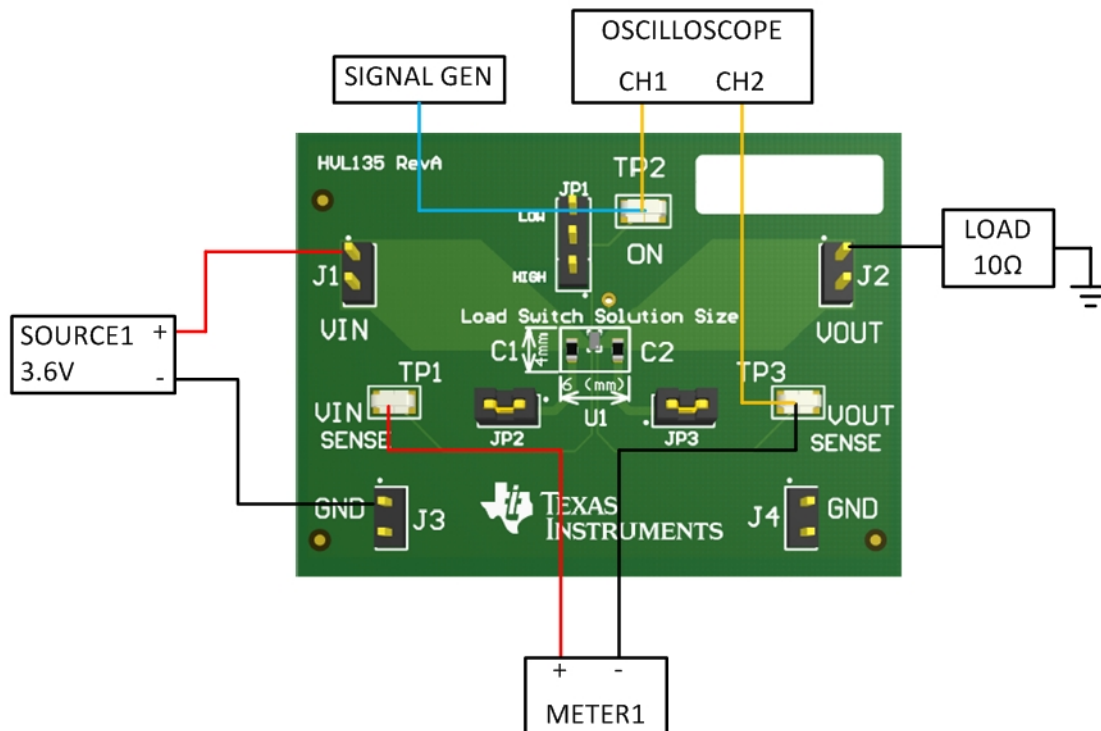 OSCILLOSCOPE
CH1 CH2
SIGNAL GEN
HVL135 RevA
TP2
JP1
LOW
ON
HIGH
J1
VIN
J2
VOUT
LOAD
10Ω
SOURCE1
3.6V
+
-
Load Switch Solution Size
C1
4mm
C2
6 (mm)
U1
TP1
VIN
SENSE
JP2
JP3
TP3
VOUT
SENSE
GND
J3
TEXAS
INSTRUMENTS
J4
GND
+ -
METER1